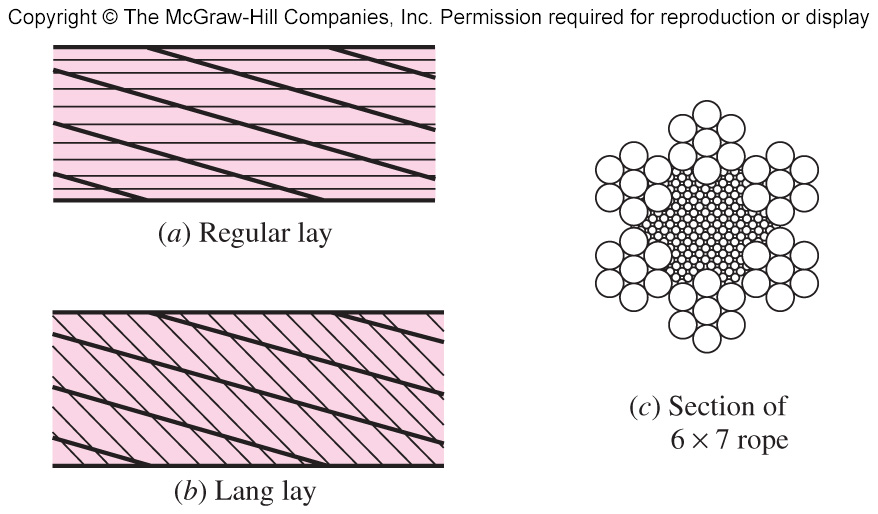 Copyright © The McGraw-Hill Companies, Inc. Permission required for reproduction or display
(a) Regular lay
(b) Lang lay
(c) Section of
6 × 7 rope